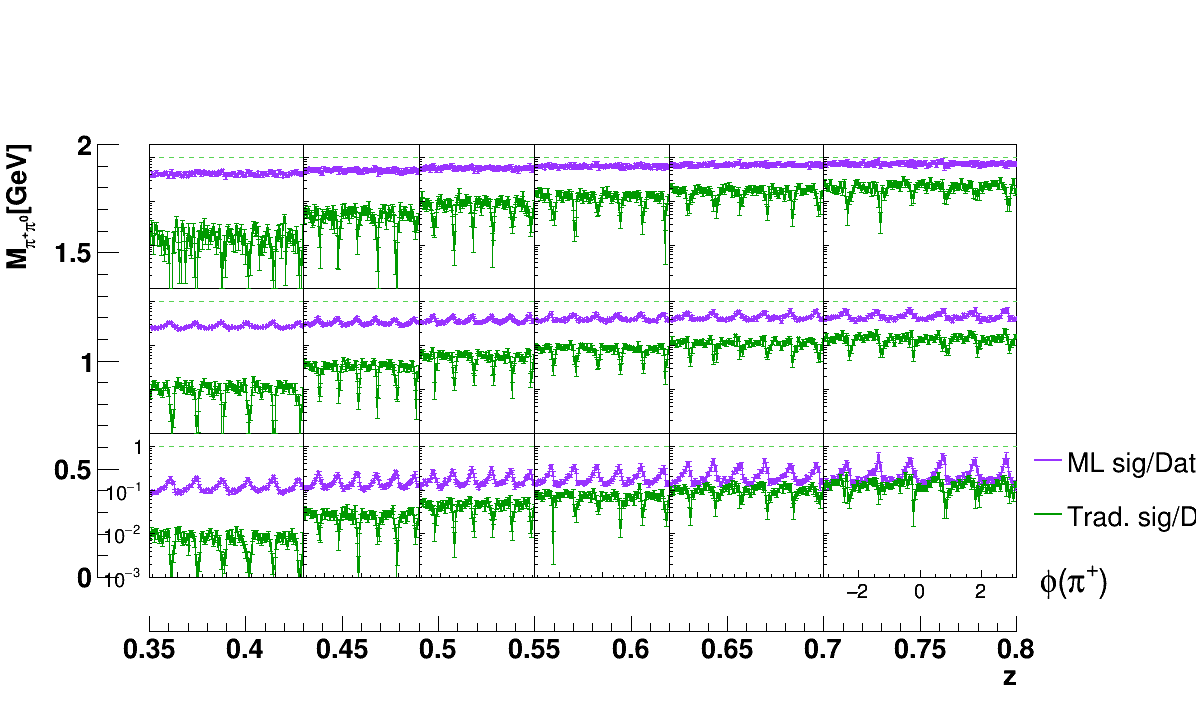 M_{π⁺π⁰}[GeV]
2
1.5
1
0.5
0
1
10⁻¹
10⁻²
10⁻³
ML sig/Dat
Trad. sig/D
−2 0 2
ϕ(π⁺)
0.35 0.4 0.45 0.5 0.55 0.6 0.65 0.7 0.75 0.8
z